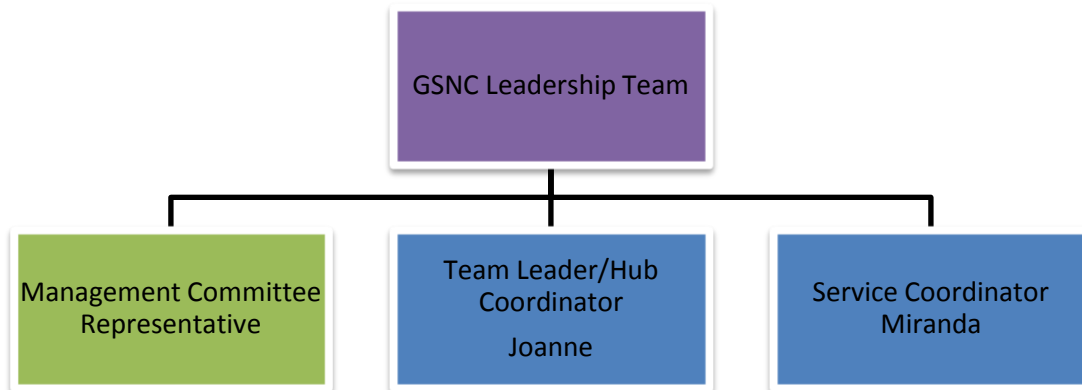 GSNC Leadership Team
Management Committee
Representative
Team Leader/Hub
Coordinator
Joanne
Service Coordinator
Miranda